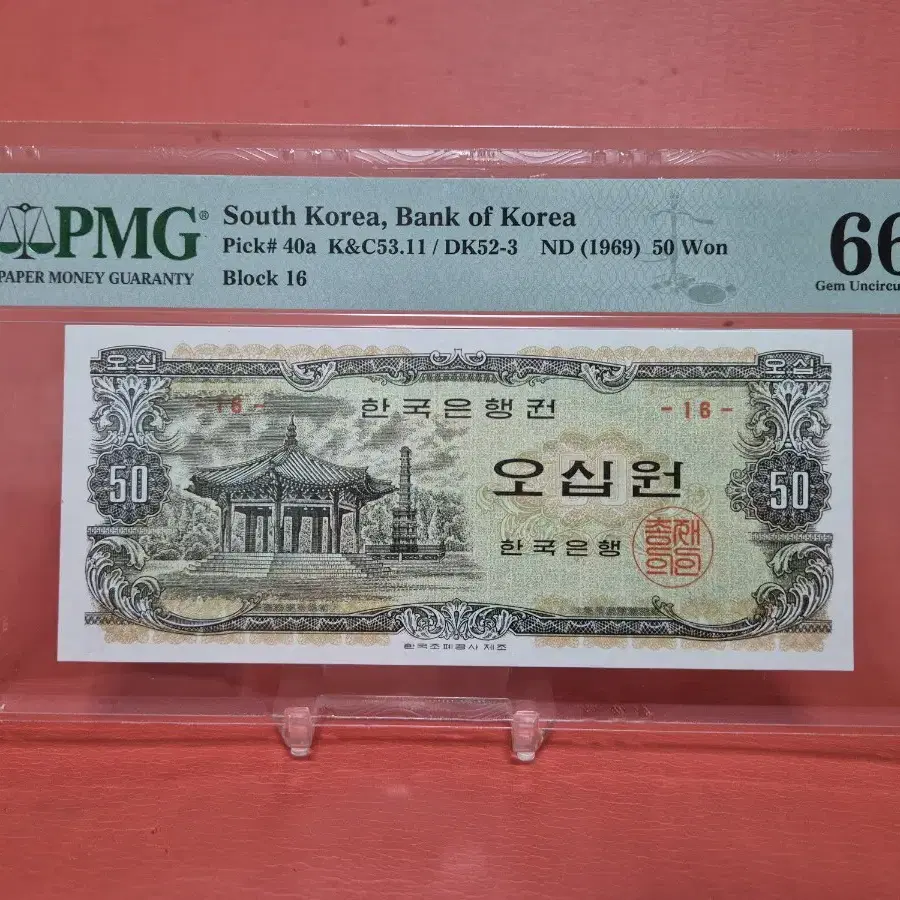 PMG®
PAPER MONEY GUARANTY
South Korea, Bank of Korea
Pick# 40a K&C53.11 / DK52-3 ND (1969) 50 Won
Block 16
66
Gem Uncircu
오십
오십
16 -
한국은행권
- 16 -
50
오십원
50
한국은행
총재의인
한국조폐공사 제조